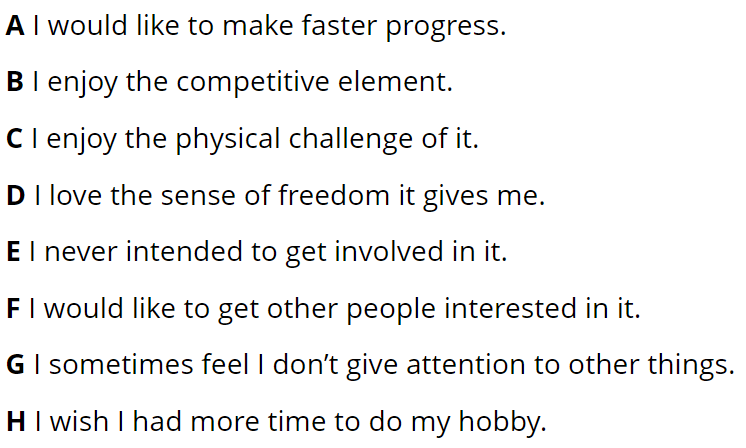 A I would like to make faster progress.
B I enjoy the competitive element.
C I enjoy the physical challenge of it.
D I love the sense of freedom it gives me.
E I never intended to get involved in it.
F I would like to get other people interested in it.
G I sometimes feel I don’t give attention to other things.
H I wish I had more time to do my hobby.